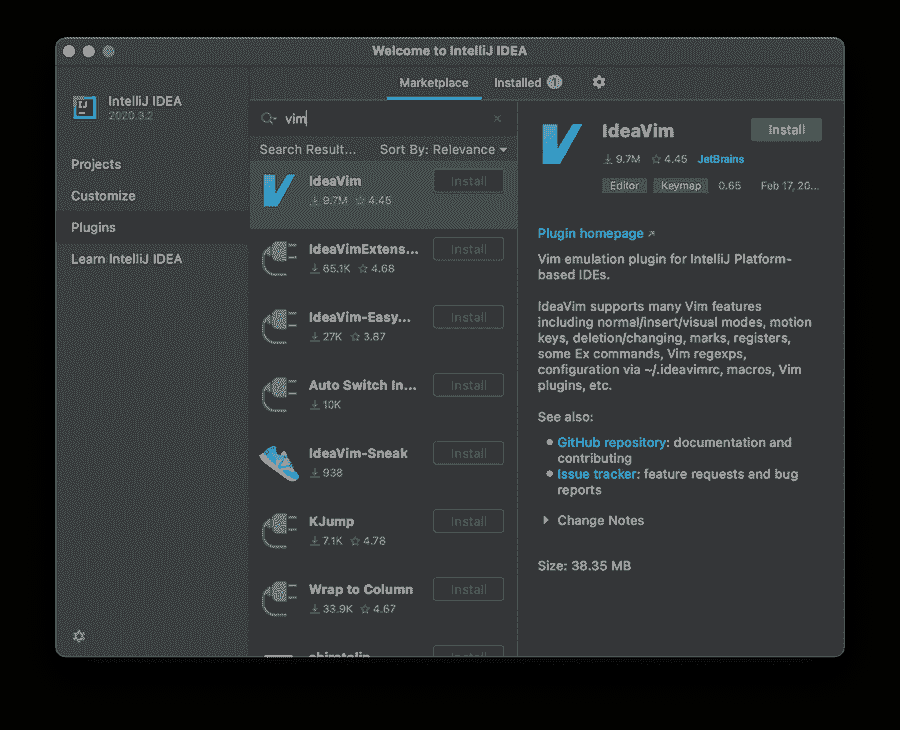 Welcome to IntelliJ IDEA
IntelliJ IDEA
2020.3.2
Projects
Customize
Plugins
Learn IntelliJ IDEA
Marketplace
Installed 1
vim
Search Result... Sort By: Relevance
IdeaVim Install
9.7M 4.45
IdeaVimExtens... Install
65.1K 4.68
IdeaVim-Easy... Install
27K 3.87
Auto Switch In... Install
10K
IdeaVim-Sneak Install
938
KJump Install
7.1K 4.78
Wrap to Column Install
33.9K 4.67
IdeaVim Install
9.7M 4.45 JetBrains
Editor Keymap 0.65 Feb 17, 20...
Plugin homepage
Vim emulation plugin for IntelliJ Platform-
based IDEs.
IdeaVim supports many Vim features
including normal/insert/visual modes, motion
keys, deletion/changing, marks, registers,
some Ex commands, Vim regexps,
configuration via ~/.ideavimrc, macros, Vim
plugins, etc.
See also:
GitHub repository: documentation and
contributing
Issue tracker: feature requests and bug
reports
Change Notes
Size: 38.35 MB